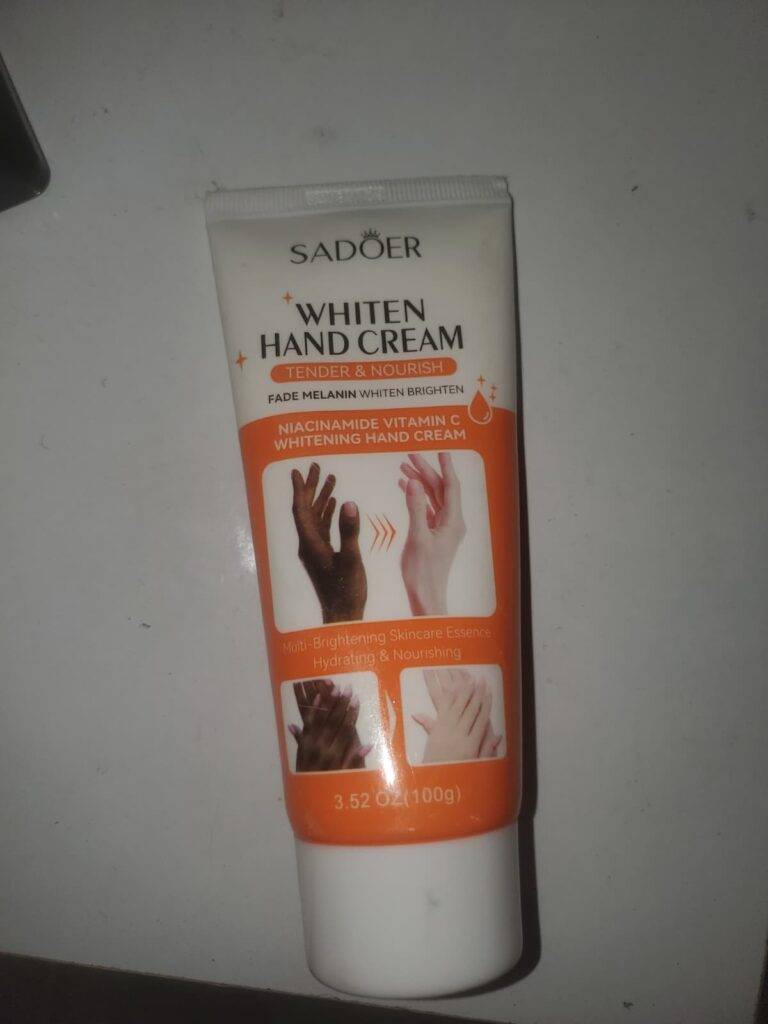 SADOER
WHITEN
HAND CREAM
TENDER & NOURISH
FADE MELANIN WHITEN BRIGHTEN
NIACINAMIDE VITAMIN C
WHITENING HAND CREAM
Multi-Brightening Skincare Essence
Hydrating & Nourishing
3.52 OZ(100g)